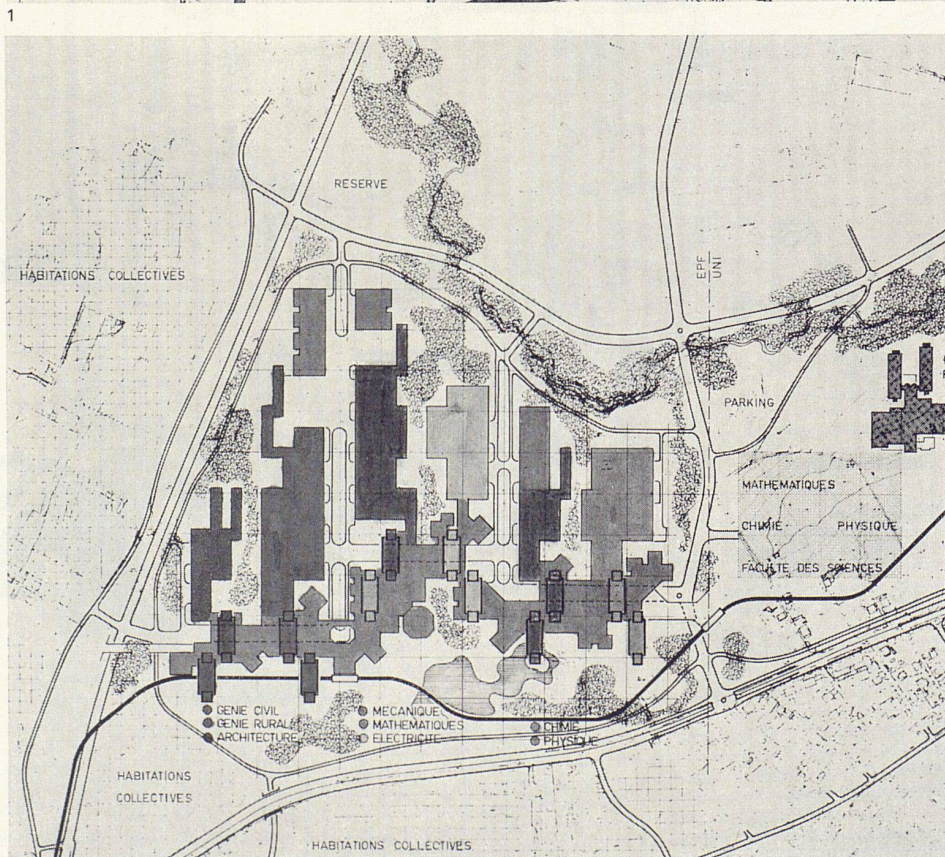 1
RESERVE
HABITATIONS COLLECTIVES
EPF
UNI
PARKING
MATHEMATIQUES
CHIMIE PHYSIQUE
FACULTE DES SCIENCES
GENIE CIVIL
GENIE RURAL
ARCHITECTURE
MECANIQUE
MATHEMATIQUES
ELECTRICITE
CHIMIE
PHYSIQUE
HABITATIONS
COLLECTIVES
HABITATIONS COLLECTIVES